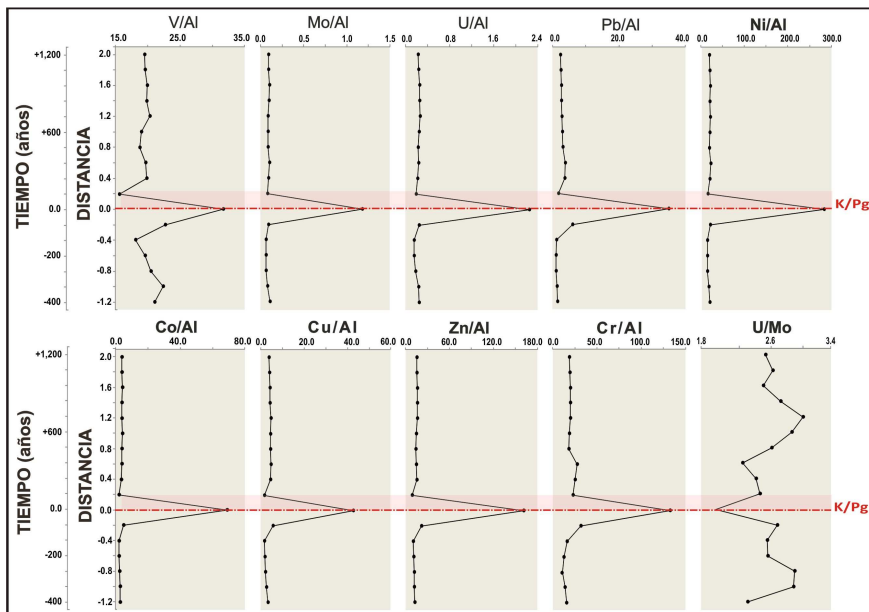 V/Al Mo/Al U/Al Pb/Al Ni/Al
15.0 25.0 35.0 0.0 0.6 1.2 1.8 0.0 1.2 2.4 0.0 20.0 40.0 0.0 100.0 200.0 300.0
+1,200 2.0
1.6
1.2
+600
0.8
0.4
0.0 0.0 K/Pg
-0.4
-200
-0.8
-400 -1.2
TIEMPO (años)
DISTANCIA
Co/Al Cu/Al Zn/Al Cr/Al U/Mo
0.0 40.0 80.0 0.0 20.0 40.0 60.0 0.0 60.0 120.0 180.0 0.0 50.0 100.0 150.0 1.8 2.6 3.4
+1,200 2.0
1.6
1.2
+600
0.8
0.4
0.0 0.0 K/Pg
-0.4
-200
-0.8
-400 -1.2
TIEMPO (años)
DISTANCIA